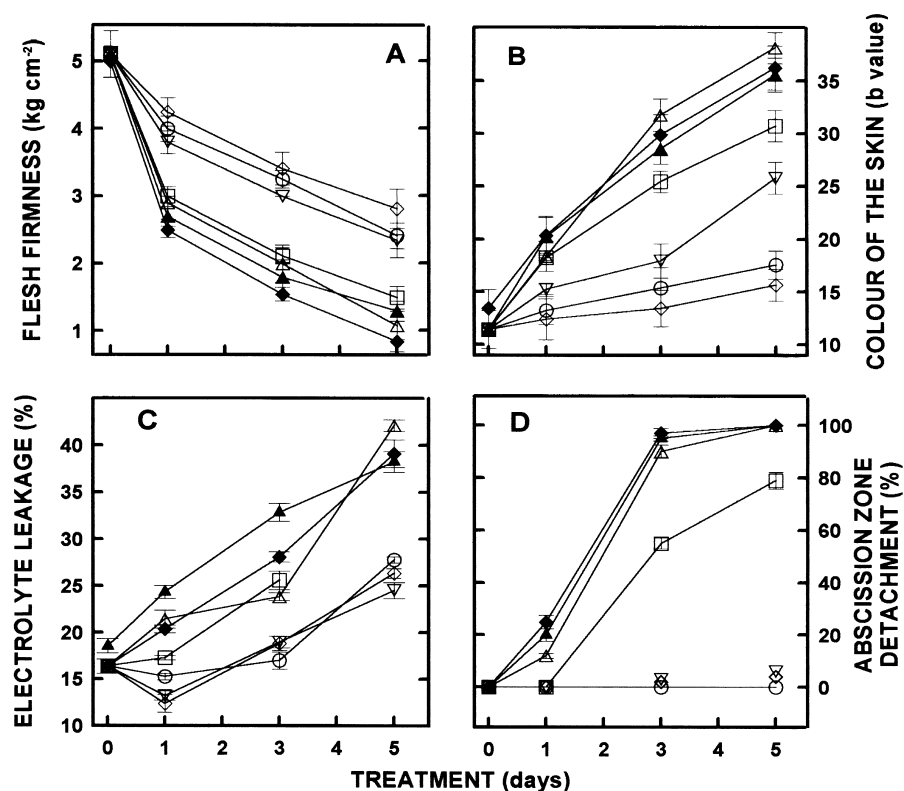 A
B
FLESH FIRMNESS (kg cm-2)
5
4
3
2
1
COLOUR OF THE SKIN (b value)
35
30
25
20
15
10
C
D
ELECTROLYTE LEAKAGE (%)
40
35
30
25
20
15
10
ABSCISSION ZONE
DETACHMENT (%)
100
80
60
40
20
0
0 1 2 3 4 5
0 1 2 3 4 5
TREATMENT (days)